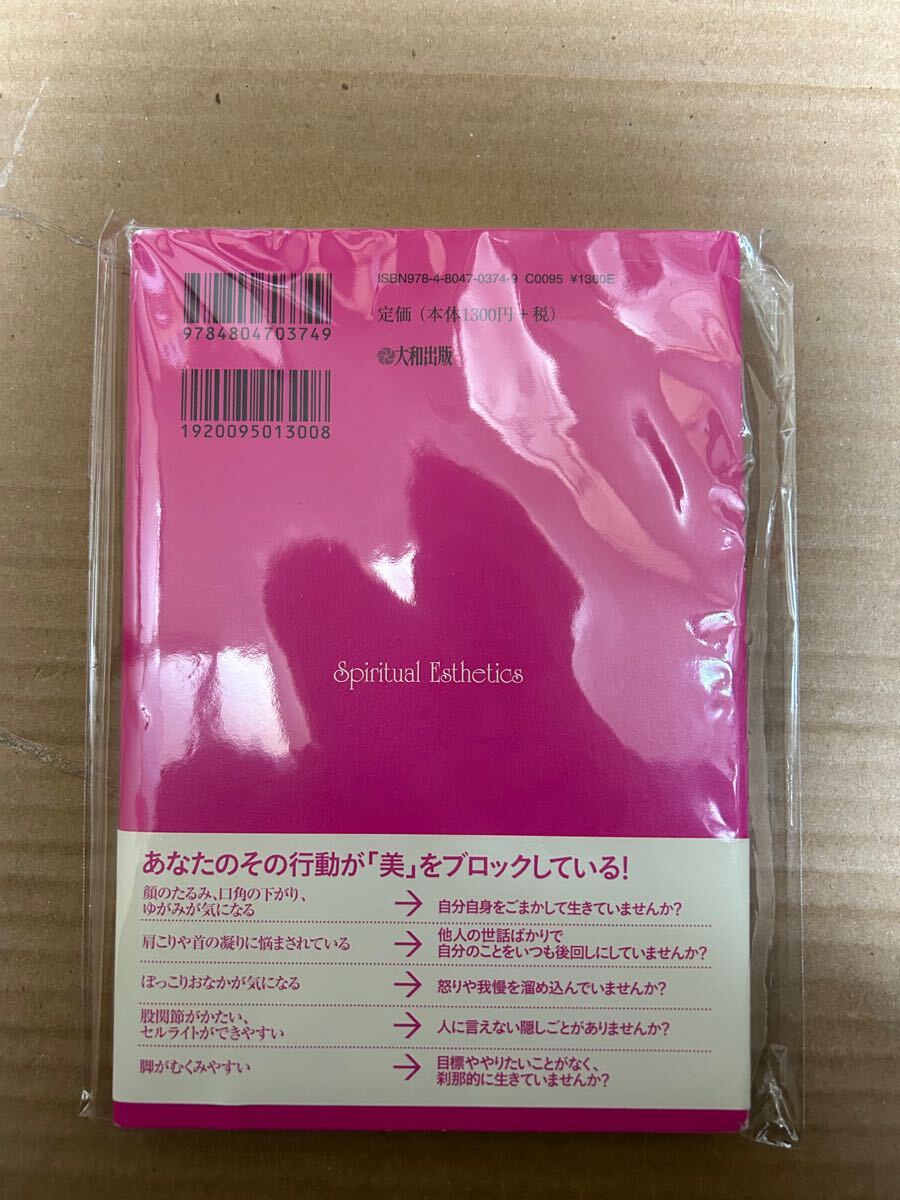 ISBN978-4-8047-0374-9 C0095 ¥1300E
9784804703749
定価（本体1300円+税）
大和出版
1920095013008
Spiritual Esthetics
あなたのその行動が「美」をブロックしている!
顔のたるみ、口角の下がり、
ゆがみが気になる
→ 自分自身をごまかして生きていませんか?
肩こりや首の凝りに悩まされている
→ 他人の世話ばかりで
自分のことをいつも後回しにしていませんか?
ぽっこりおなかが気になる
→ 怒りや我慢を溜め込んでいませんか?
股関節がかたい、
セルライトができやすい
→ 人に言えない隠しごとがありませんか?
脚がむくみやすい
→ 目標ややりたいことがなく、
刹那的に生きていませんか?